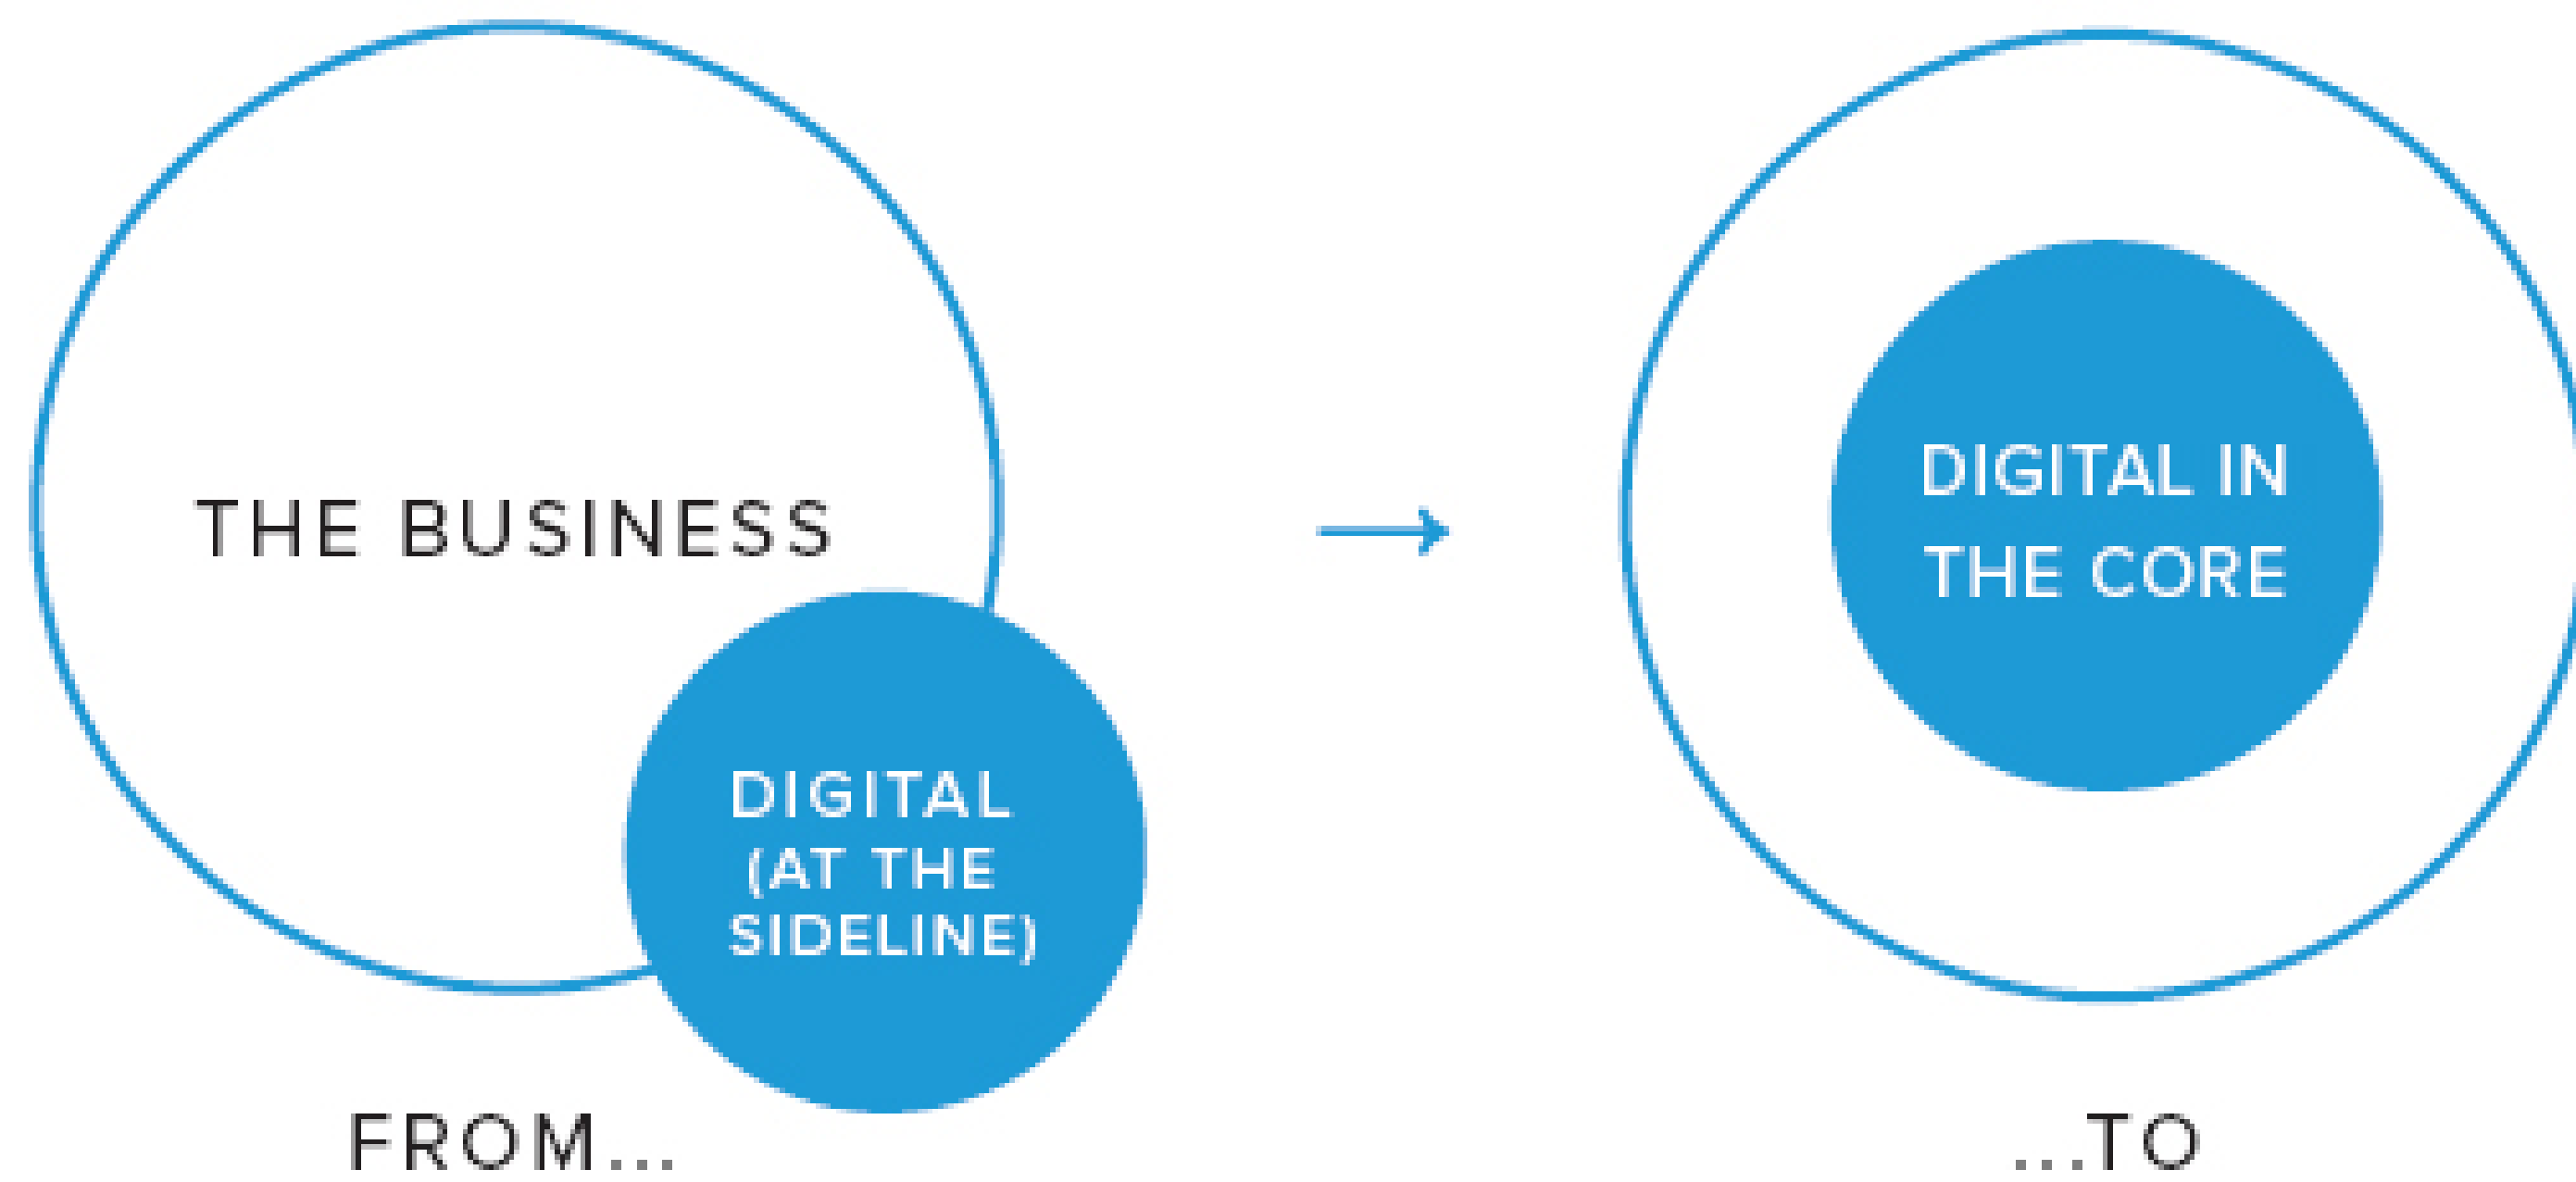 THE BUSINESS
DIGITAL
(AT THE
SIDELINE)
FROM...
DIGITAL IN
THE CORE
...TO